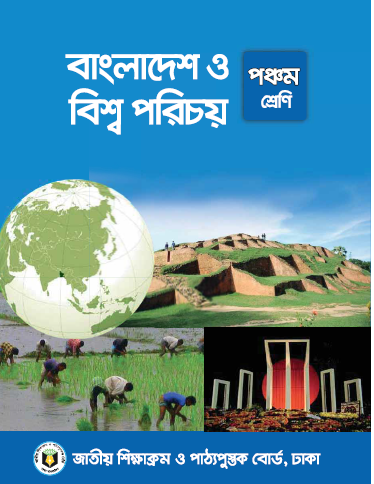 বাংলাদেশ ও
বিশ্ব পরিচয়
পঞ্চম
শ্রেণি
জাতীয় শিক্ষাক্রম ও পাঠ্যপুস্তক বোর্ড, ঢাকা